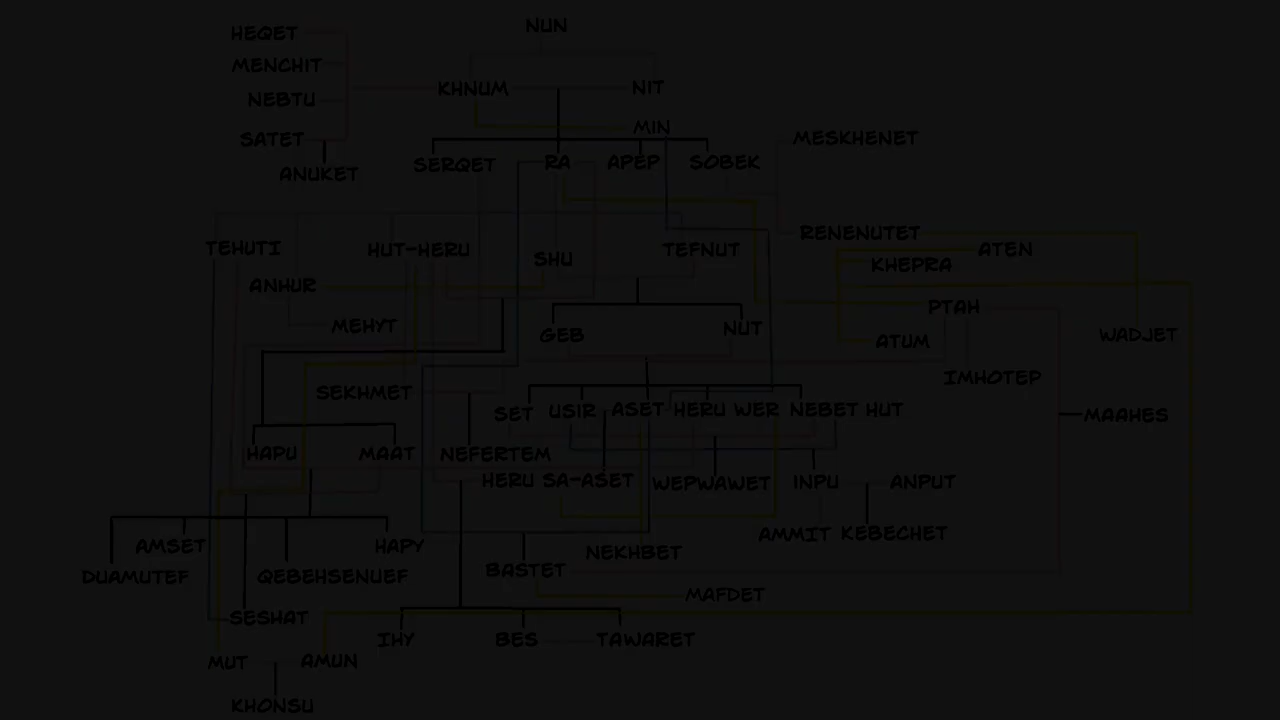 NUN
HEQET
MENCHIT
KHNUM
NIT
NEBTU
MIN
SATET
MESKHENET
ANUKET
SERQET
RA
APEP
SOBEK
RENENUTET
TEHUTI
HUT-HERU
SHU
TEFNUT
ATEN
KHEPRA
ANHUR
PTAH
MEHYT
GEB
NUT
WADJET
ATUM
IMHOTEP
SEKHMET
SET
USIR
ASET
HERU WER
NEBET HUT
MAAHES
HAPU
MAAT
NEFERTEM
HERU SA-ASET
WEPWAWET
INPU
ANPUT
AMSET
HAPY
AMMIT
KEBECHET
NEKHBET
DUAMUTEF
QEBEHSENUEF
BASTET
MAFDET
SESHAT
IHY
BES
TAWARET
MUT
AMUN
KHONSU